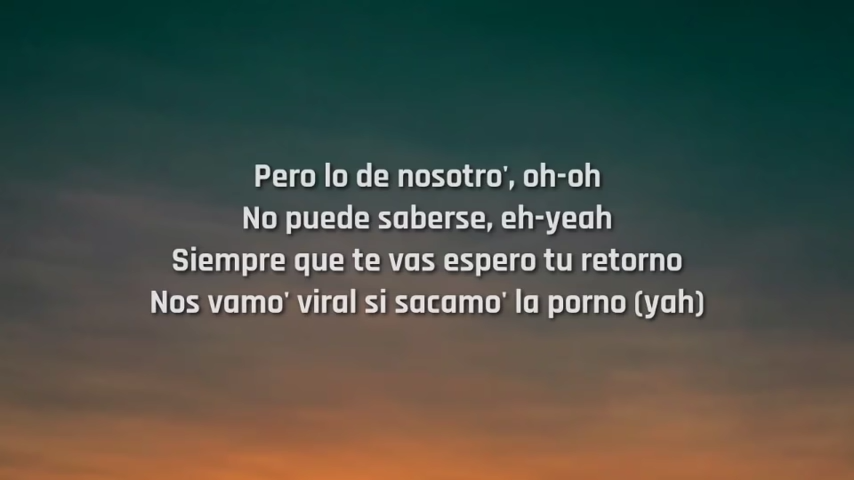 Pero lo de nosotro', oh-oh
No puede saberse, eh-yeah
Siempre que te vas espero tu retorno
Nos vamo' viral si sacamo' la porno (yah)